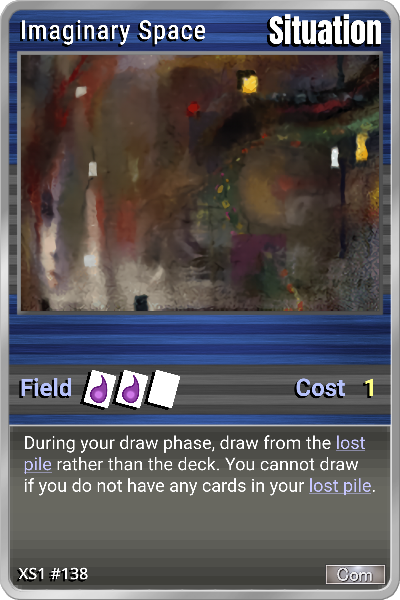 Imaginary Space
Situation
Field
Cost 1
During your draw phase, draw from the lost
pile rather than the deck. You cannot draw
if you do not have any cards in your lost pile.
XS1 #138
Com